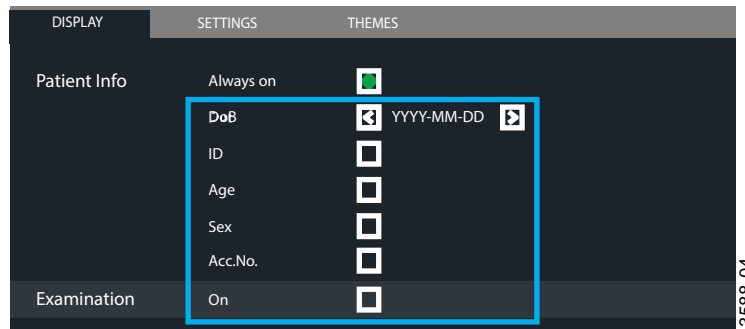 DISPLAY SETTINGS THEMES
Patient Info Always on
DoB YYYY-MM-DD
ID
Age
Sex
Acc.No.
Examination On